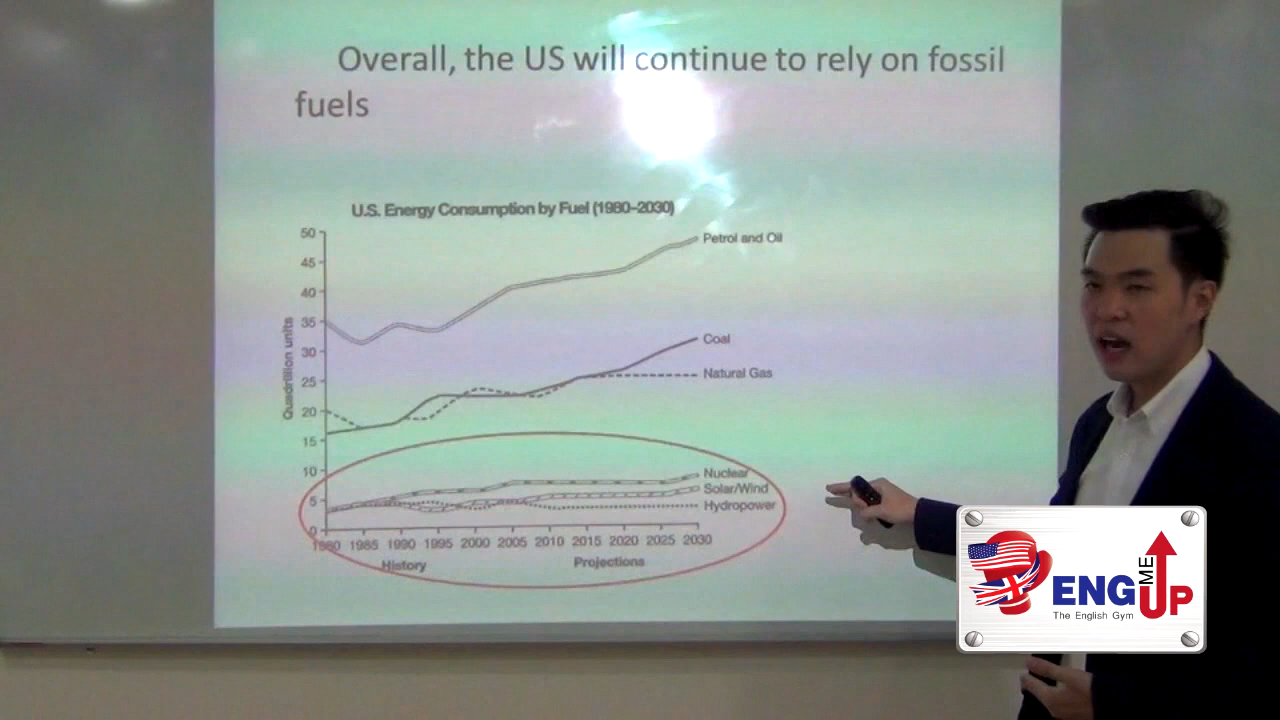 Overall, the US will continue to rely on fossil
fuels
U.S. Energy Consumption by Fuel (1980–2030)
Quadrillion units
50
45
40
35
30
25
20
15
10
5
0
Petrol and Oil
Coal
Natural Gas
Nuclear
Solar/Wind
Hydropower
1980 1985 1990 1995 2000 2005 2010 2015 2020 2025 2030
History Projections
ENG ME UP
The English Gym